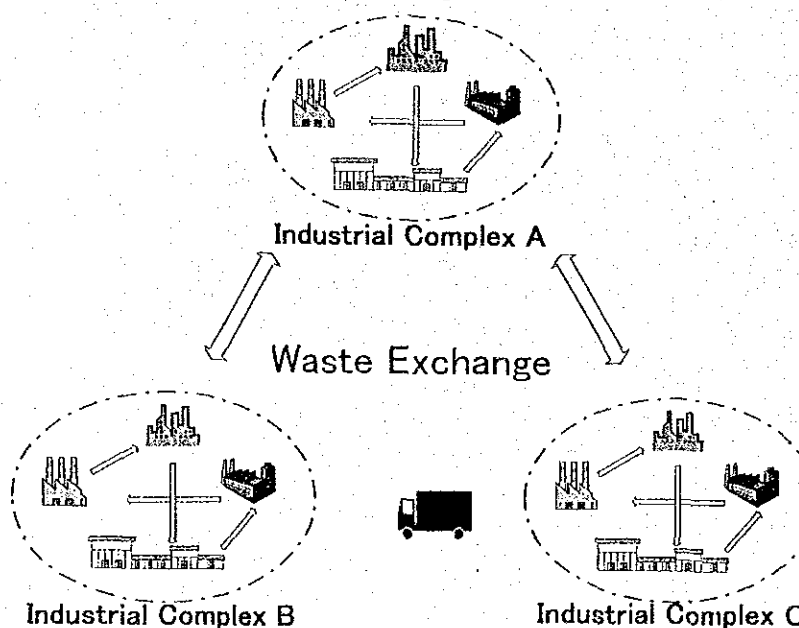 Industrial Complex A
Waste Exchange
Industrial Complex B
Industrial Complex C